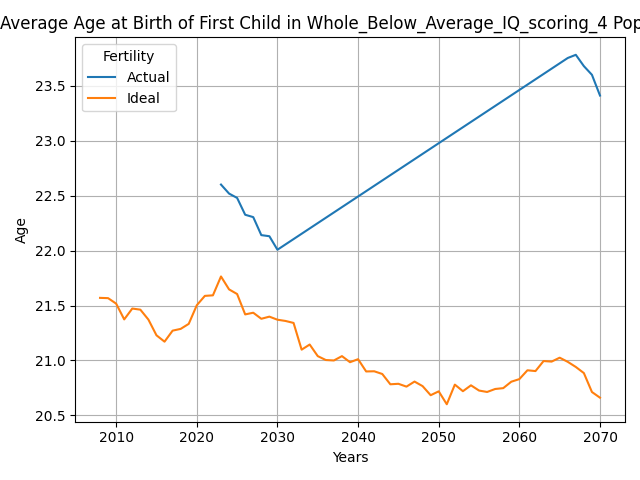 Average Age at Birth of First Child in Whole_Below_Average_IQ_scoring_4 Pop
Fertility
Actual
Ideal
23.5
23.0
22.5
22.0
21.5
21.0
20.5
Age
2010 2020 2030 2040 2050 2060 2070
Years